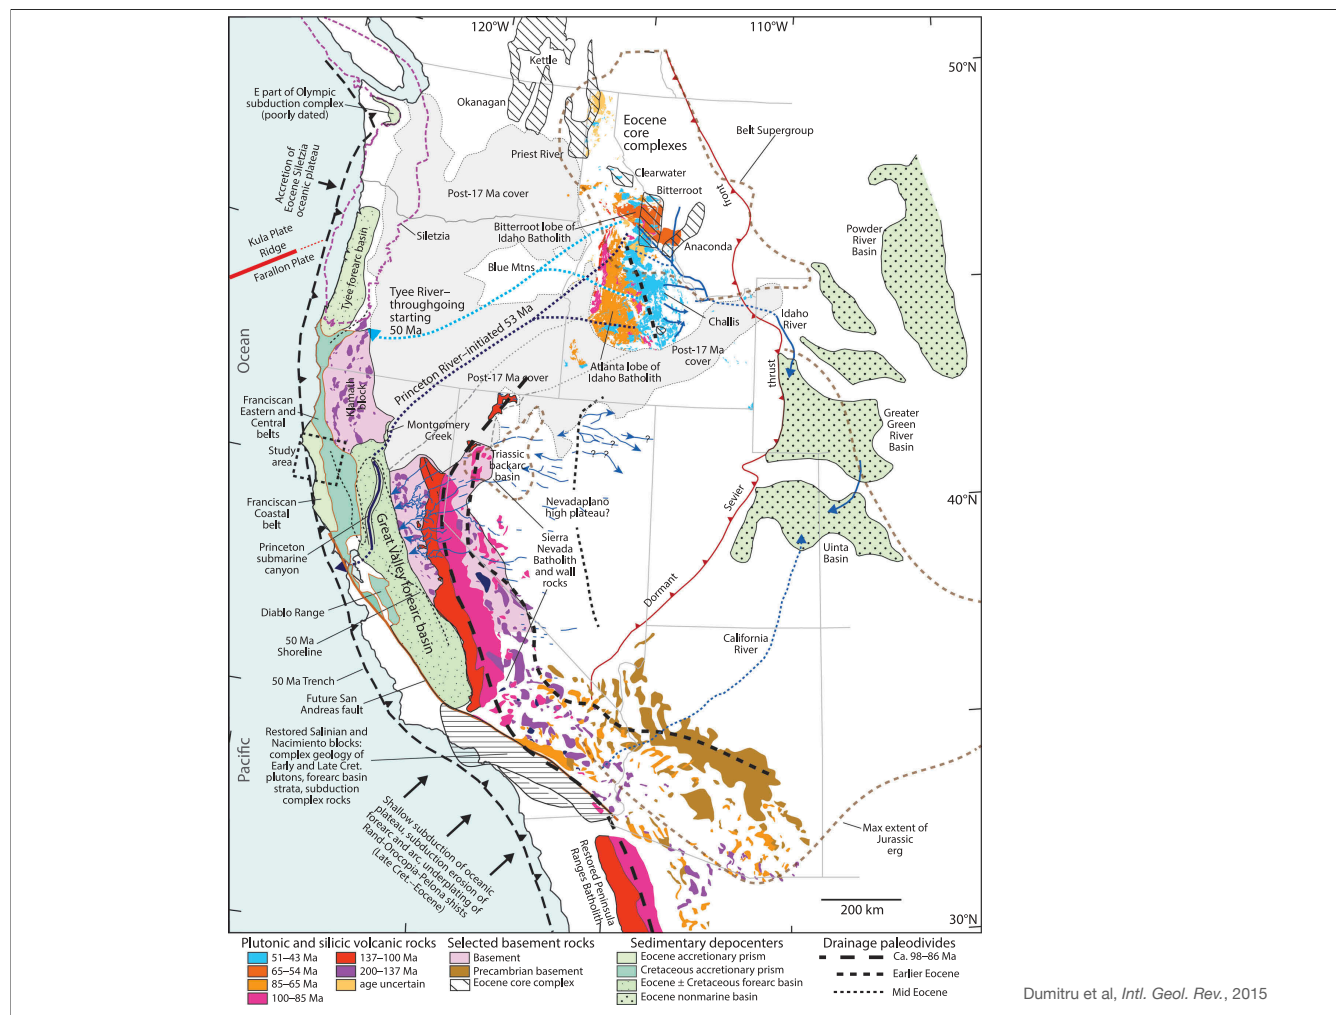 120°W
110°W
50°N
Kettle
E part of Olympic
subduction complex
(poorly dated)
Okanagan
Eocene
core
complexes
Belt Supergroup
Priest River
Accretion of
Eocene Siletzia
oceanic plateau
Clearwater
Post-17 Ma cover
Bitterroot
front
Bitterroot lobe of
Idaho Batholith
Powder
River
Basin
Kula Plate
Ridge
Farallon Plate
Siletzia
Anaconda
Tyee forearc basin
Blue Mtns
Tyee River–
throughgoing
starting
50 Ma
Idaho
River
Challis
Princeton River–initiated 53 Ma
Post-17 Ma
cover
Ocean
thrust
Atlanta lobe of
Idaho Batholith
Post-17 Ma cover
Klamath
block
Franciscan
Eastern and
Central
belts
Montgomery
Creek
Greater
Green
River
Basin
Study
area
Triassic
backarc
basin
?
?
? ?
Sevier
40°N
Franciscan
Coastal
belt
Nevadaplano
high plateau?
Princeton
submarine
canyon
Great Valley forearc basin
Sierra
Nevada
Batholith
and wall
rocks
Uinta
Basin
Diablo Range
Dormant
50 Ma
Shoreline
California
River
50 Ma Trench
Future San
Andreas fault
Restored Salinian and
Nacimiento blocks:
complex geology of
Early and Late Cret.
plutons, forearc basin
strata, subduction
complex rocks
Pacific
Shallow subduction of oceanic
plateau, subduction erosion of
forearc and arc, underplating of
Rand-Orocopia-Pelona shists
(Late Cret.–Eocene)
Restored Peninsula
Ranges Batholith
Max extent of
Jurassic
erg
200 km
30°N
Plutonic and silicic volcanic rocks
51–43 Ma
65–54 Ma
85–65 Ma
100–85 Ma
137–100 Ma
200–137 Ma
age uncertain
Selected basement rocks
Basement
Precambrian basement
Eocene core complex
Sedimentary depocenters
Eocene accretionary prism
Cretaceous accretionary prism
Eocene ± Cretaceous forearc basin
Eocene nonmarine basin
Drainage paleodivides
Ca. 98–86 Ma
Earlier Eocene
Mid Eocene
Dumitru et al, Intl. Geol. Rev., 2015